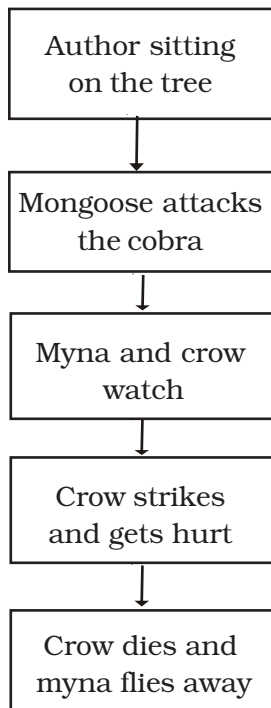 Author sitting
on the tree
Mongoose attacks
the cobra
Myna and crow
watch
Crow strikes
and gets hurt
Crow dies and
myna flies away